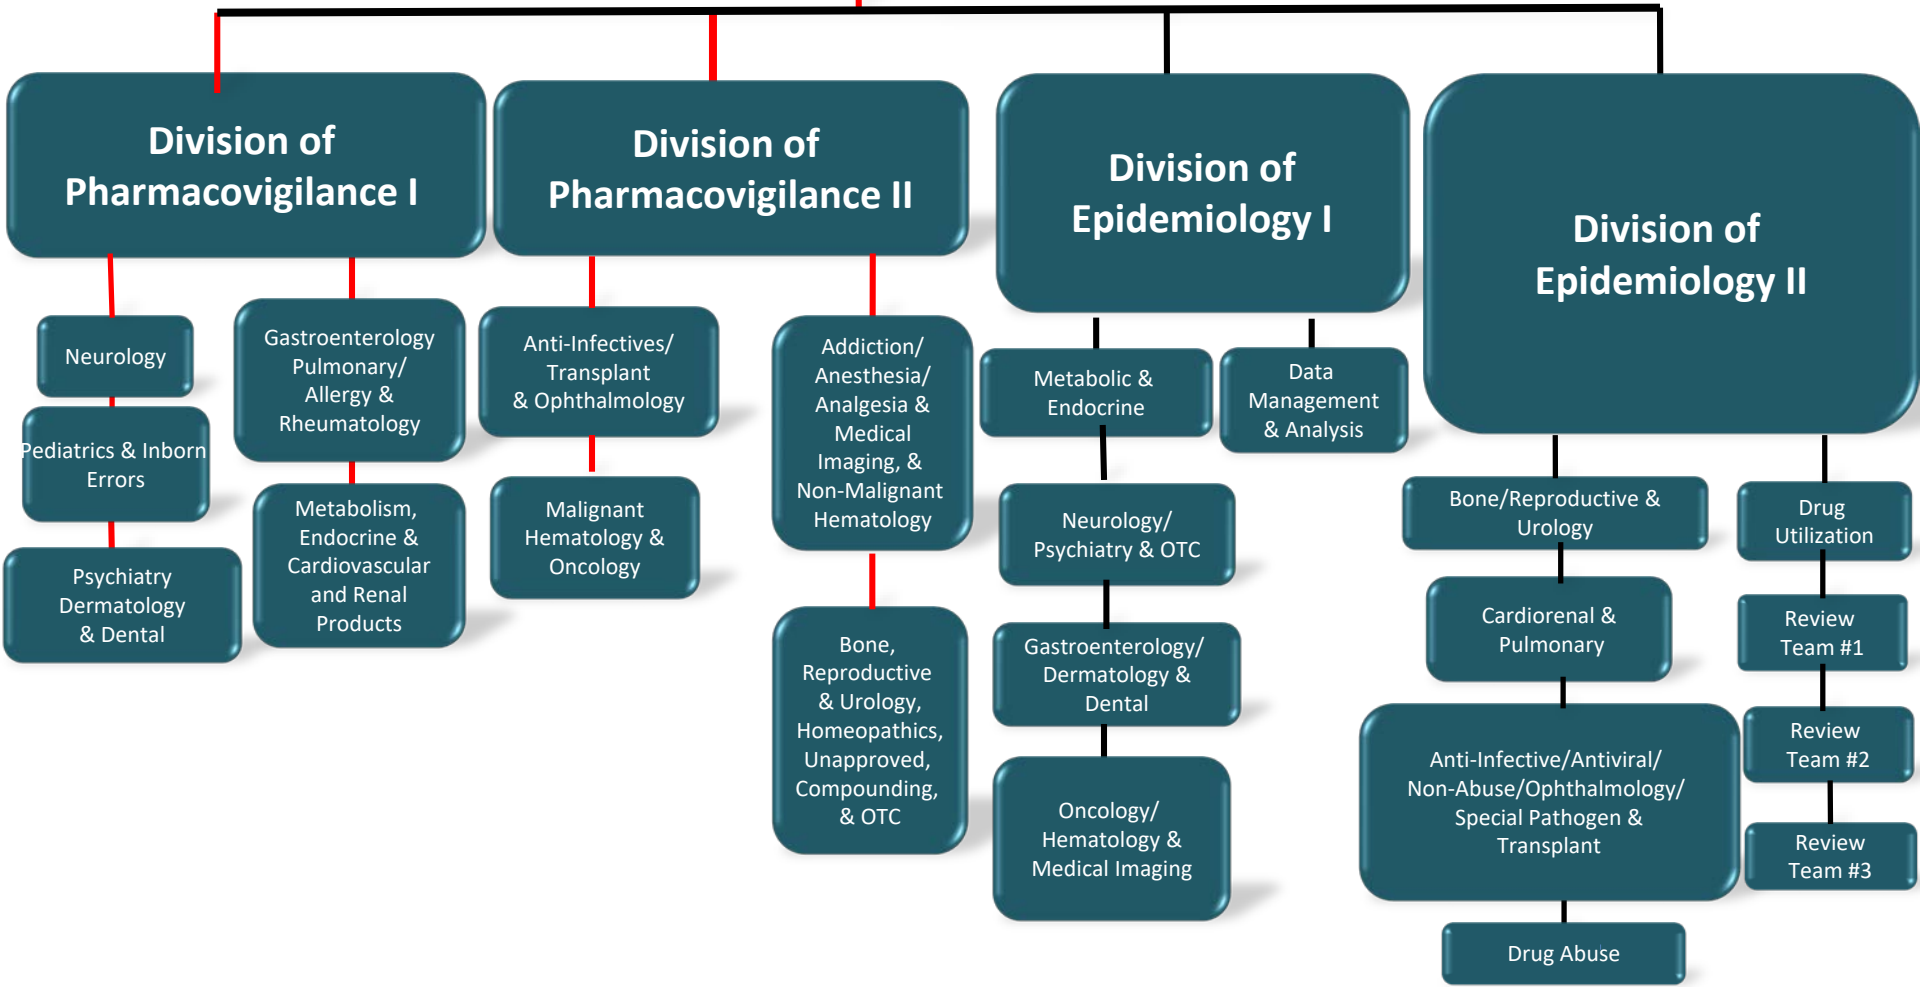 Division of
Pharmacovigilance I
Division of
Pharmacovigilance II
Division of
Epidemiology I
Division of
Epidemiology II
Neurology
Pediatrics & Inborn
Errors
Psychiatry
Dermatology
& Dental
Gastroenterology
Pulmonary/
Allergy &
Rheumatology
Metabolism,
Endocrine &
Cardiovascular
and Renal
Products
Anti-Infectives/
Transplant
& Ophthalmology
Malignant
Hematology &
Oncology
Addiction/
Anesthesia/
Analgesia &
Medical
Imaging, &
Non-Malignant
Hematology
Bone,
Reproductive
& Urology,
Homeopathics,
Unapproved,
Compounding,
& OTC
Metabolic &
Endocrine
Neurology/
Psychiatry & OTC
Gastroenterology/
Dermatology &
Dental
Oncology/
Hematology &
Medical Imaging
Data
Management
& Analysis
Bone/Reproductive &
Urology
Cardiorenal &
Pulmonary
Anti-Infective/Antiviral/
Non-Abuse/Ophthalmology/
Special Pathogen &
Transplant
Drug Abuse
Drug
Utilization
Review
Team #1
Review
Team #2
Review
Team #3